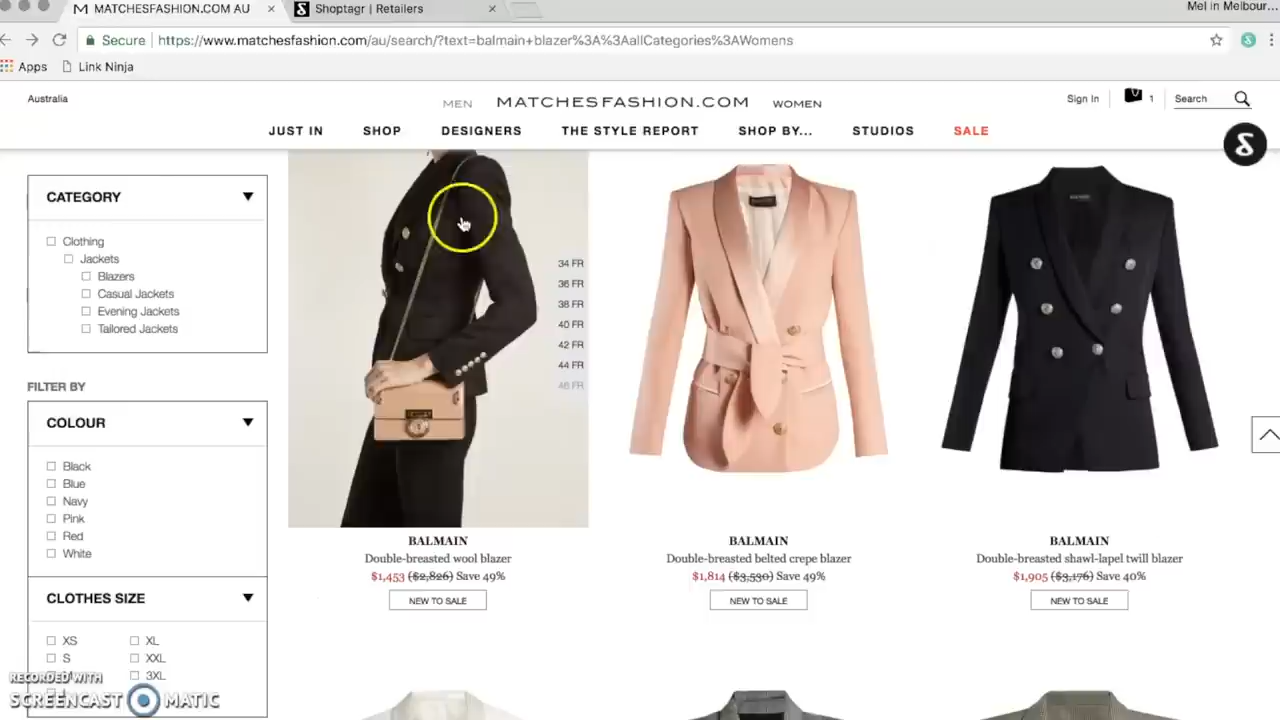 MATCHESFASHION.COM AU
Shoptagr | Retailers
Mel in Melbour...
Secure
https://www.matchesfashion.com/au/search/?text=balmain+blazer%3A%3AallCategories%3AWomens
Apps
Link Ninja
Australia
MEN
MATCHESFASHION.COM
WOMEN
Sign In
1
Search
JUST IN
SHOP
DESIGNERS
THE STYLE REPORT
SHOP BY...
STUDIOS
SALE
CATEGORY
Clothing
Jackets
Blazers
Casual Jackets
Evening Jackets
Tailored Jackets
FILTER BY
COLOUR
Black
Blue
Navy
Pink
Red
White
CLOTHES SIZE
XS
XL
S
XXL
3XL
34 FR
36 FR
38 FR
40 FR
42 FR
44 FR
46 FR
BALMAIN
Double-breasted wool blazer
$1,453 ($2,826) Save 49%
NEW TO SALE
BALMAIN
Double-breasted belted crepe blazer
$1,814 ($3,530) Save 49%
NEW TO SALE
BALMAIN
Double-breasted shawl-lapel twill blazer
$1,905 ($3,176) Save 40%
NEW TO SALE
RECORDED WITH
SCREENCAST MATIC